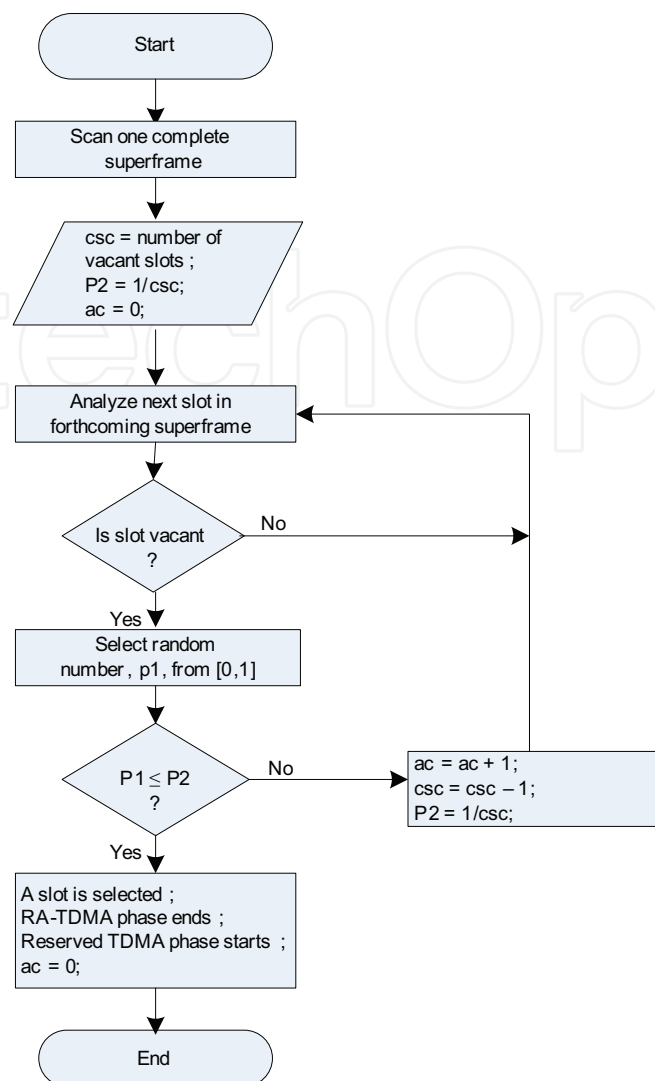 Start
Scan one complete
superframe
csc = number of
vacant slots ;
P2 = 1/csc;
ac = 0;
Analyze next slot in
forthcoming superframe
Is slot vacant
?
No
Yes
Select random
number , p1, from [0,1]
P1 ≤ P2
?
No
ac = ac + 1;
csc = csc – 1;
P2 = 1/csc;
Yes
A slot is selected ;
RA-TDMA phase ends ;
Reserved TDMA phase starts ;
ac = 0;
End
techOp